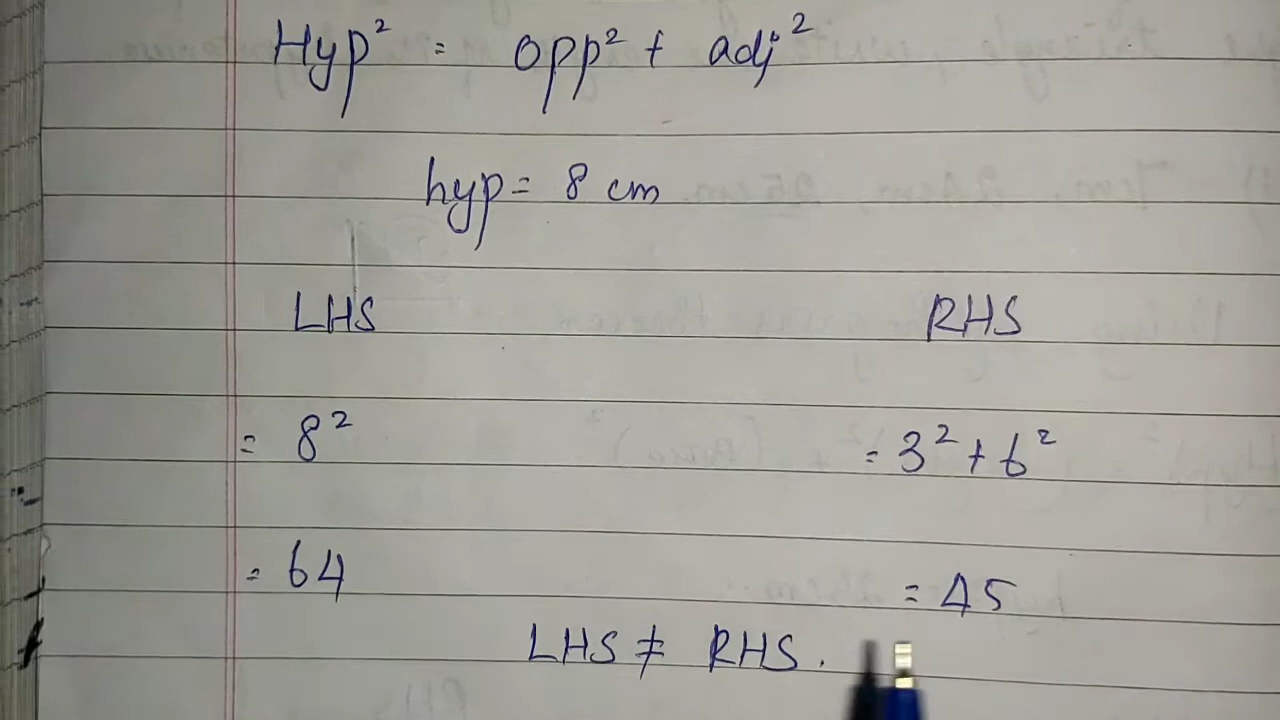 Hyp² = opp² + adj²
hyp = 8 cm
LHS RHS
= 8² = 3² + 6²
= 64 = 45
LHS ≠ RHS.